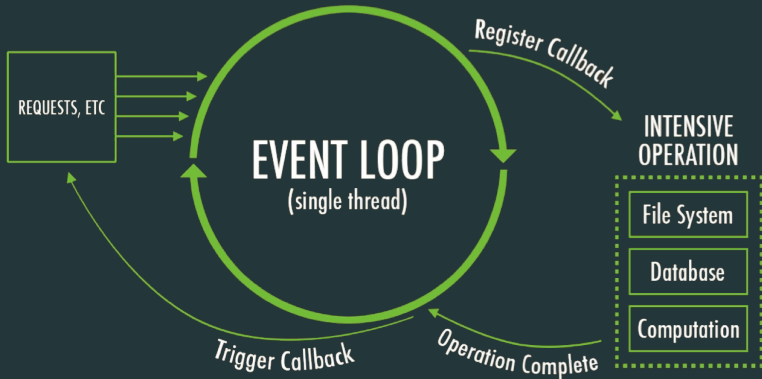 REQUESTS, ETC
EVENT LOOP
(single thread)
Register Callback
INTENSIVE
OPERATION
File System
Database
Computation
Operation Complete
Trigger Callback